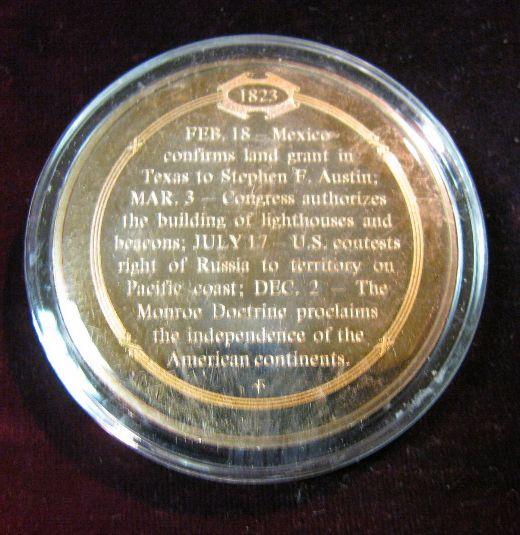 1823
FEB. 18 — Mexico
confirms land grant in
Texas to Stephen F. Austin;
MAR. 3 — Congress authorizes
the building of lighthouses and
beacons; JULY 17 — U.S. contests
right of Russia to territory on
Pacific coast; DEC. 2 — The
Monroe Doctrine proclaims
the independence of the
American continents.